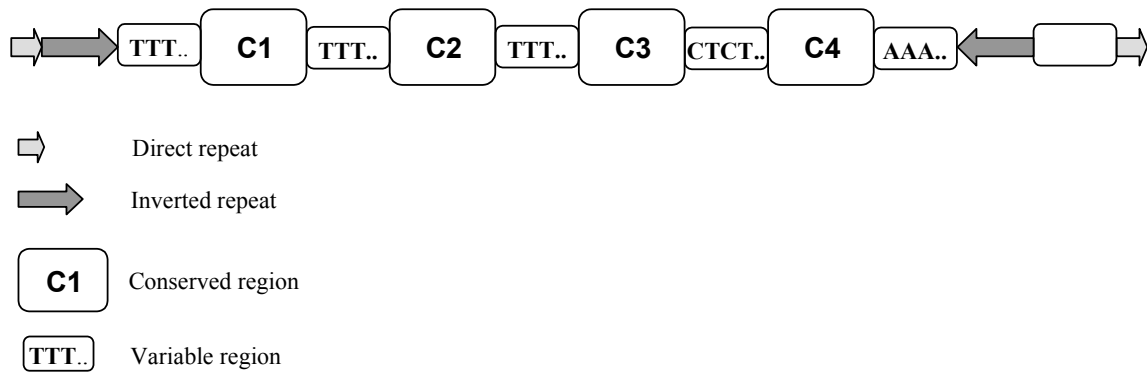 TTT.. C1 TTT.. C2 TTT.. C3 CTCT.. C4 AAA..
Direct repeat
Inverted repeat
C1 Conserved region
TTT.. Variable region